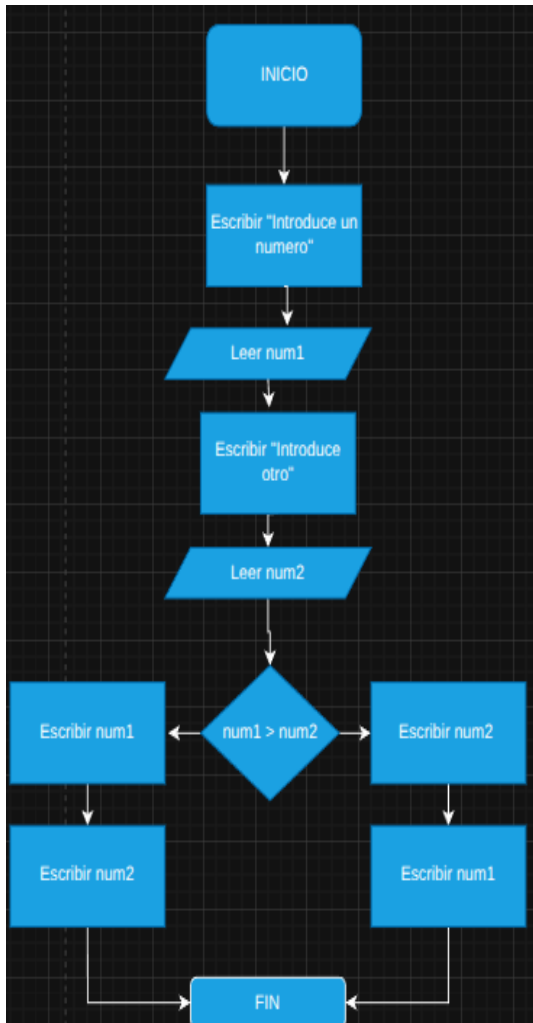 INICIO
Escribir "Introduce un
numero"
Leer num1
Escribir "Introduce
otro"
Leer num2
num1 > num2
Escribir num1
Escribir num2
Escribir num2
Escribir num1
FIN